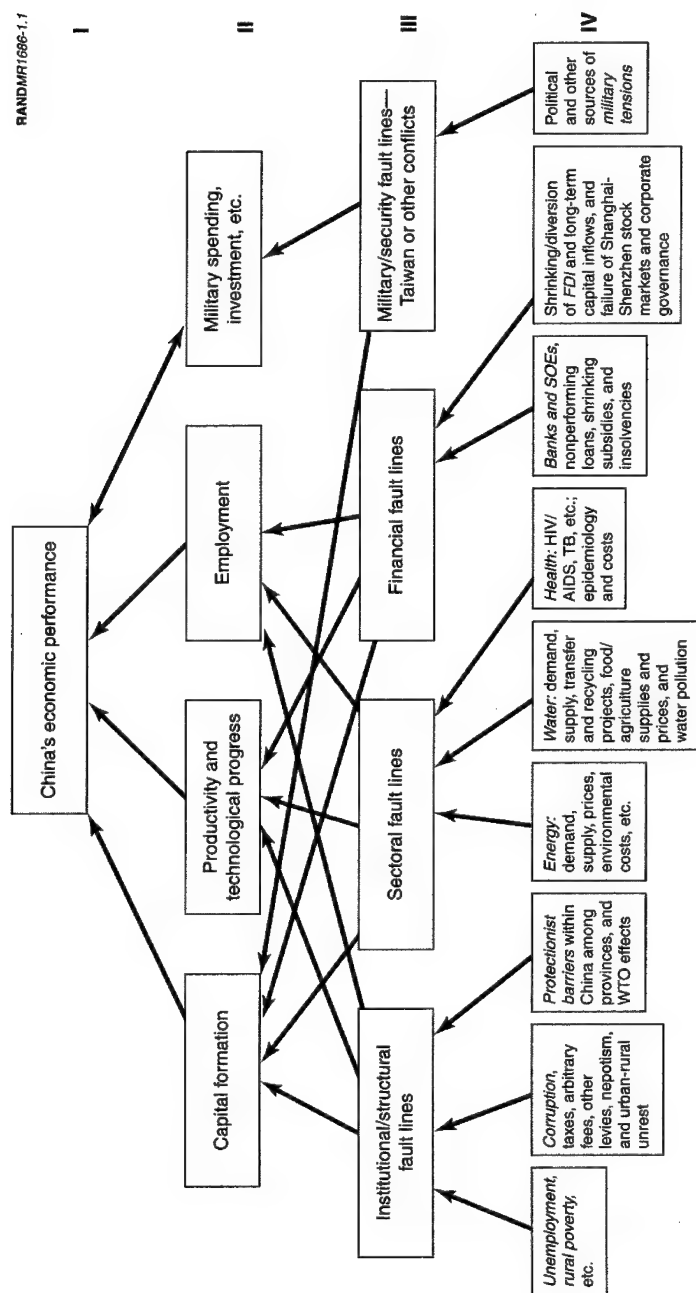 RANDMR1686-1.1
China's economic performance
I
Capital formation
Productivity and
technological progress
Employment
Military spending,
investment, etc.
II
Institutional/structural
fault lines
Sectoral fault lines
Financial fault lines
Military/security fault lines—
Taiwan or other conflicts
III
Unemployment,
rural poverty,
etc.
Corruption,
taxes, arbitrary
fees, other
levies, nepotism,
and urban-rural
unrest
Protectionist
barriers within
China among
provinces, and
WTO effects
Energy:
demand,
supply, prices,
environmental
costs, etc.
Water: demand,
supply, transfer
and recycling
projects, food/
agriculture
supplies and
prices, and
water pollution
Health: HIV/
AIDS, TB, etc.;
epidemiology
and costs
Banks and SOEs,
nonperforming
loans, shrinking
subsidies, and
insolvencies
Shrinking/diversion
of FDI and long-term
capital inflows, and
failure of Shanghai-
Shenzhen stock
markets and corporate
governance
Political
and other
sources of
military
tensions
IV